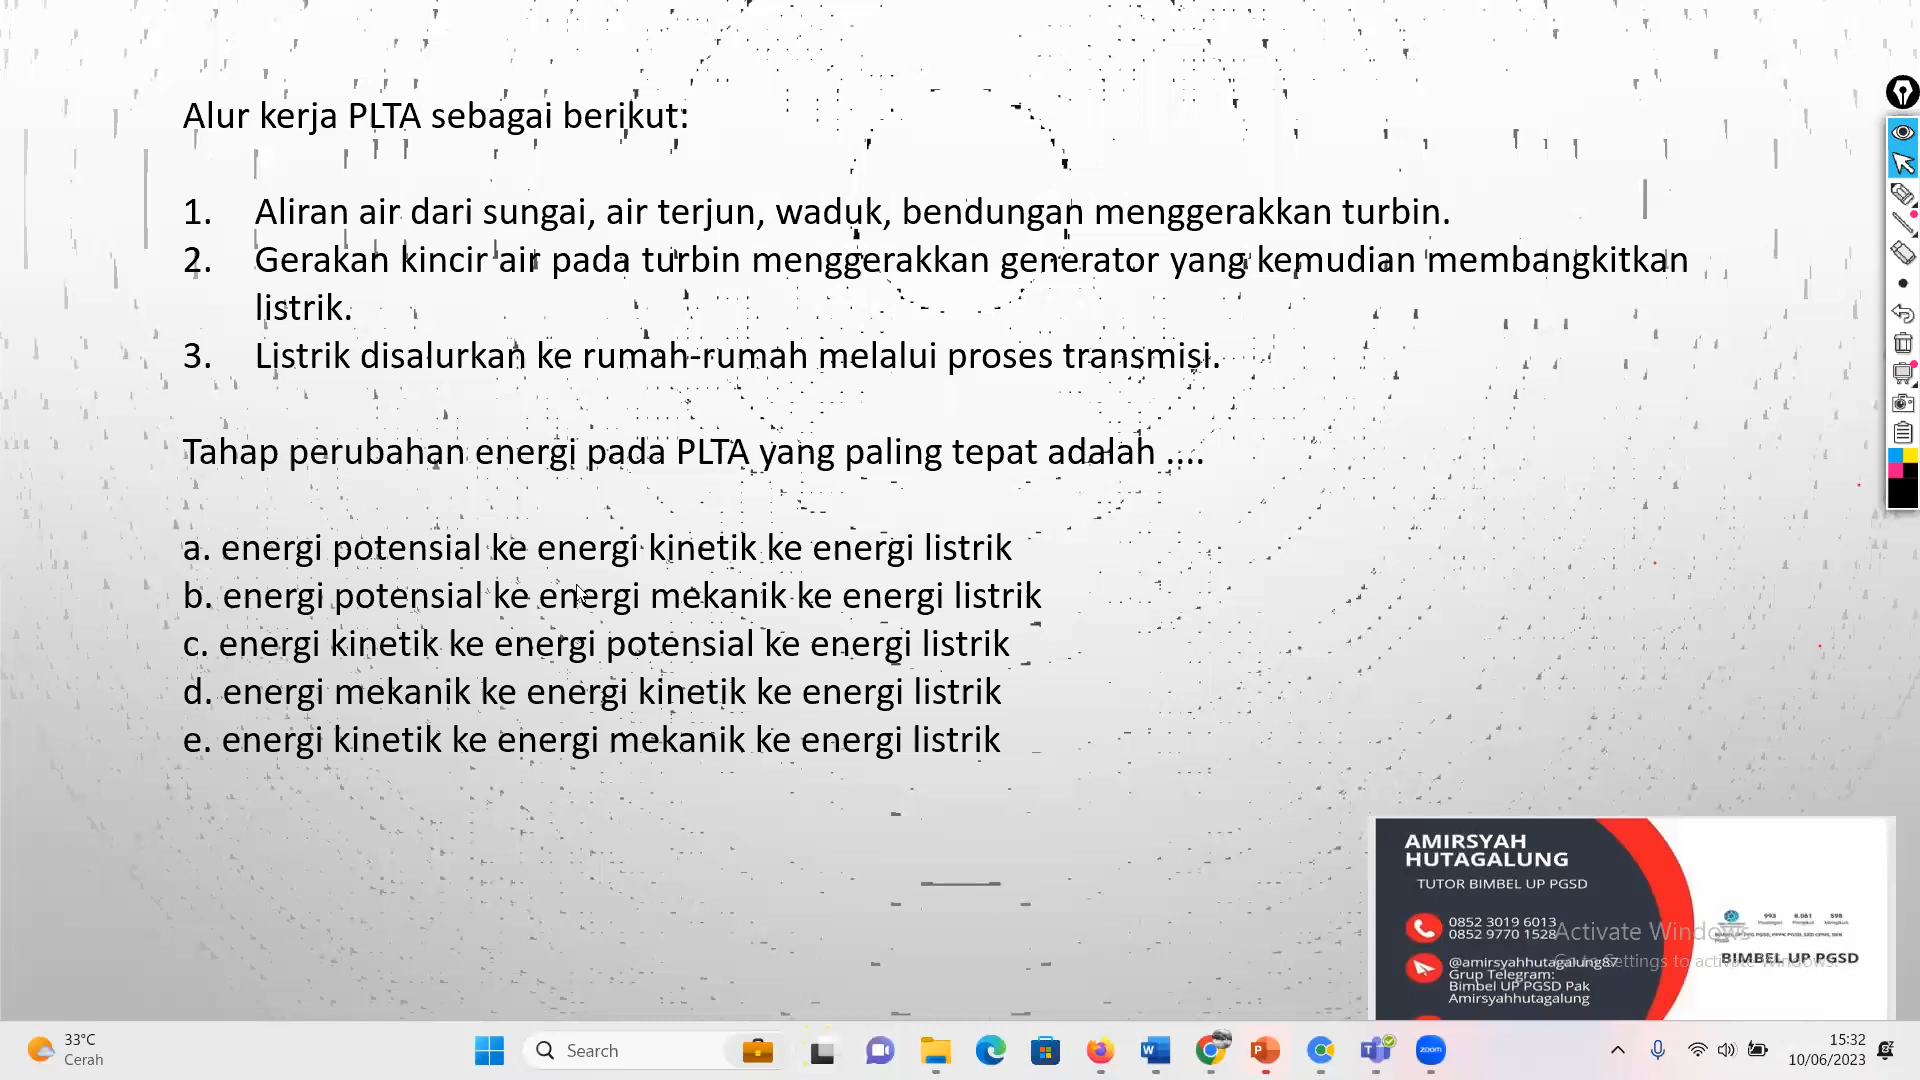 Alur kerja PLTA sebagai berikut:
1. Aliran air dari sungai, air terjun, waduk, bendungan menggerakkan turbin.
2. Gerakan kincir air pada turbin menggerakkan generator yang kemudian membangkitkan
listrik.
3. Listrik disalurkan ke rumah-rumah melalui proses transmisi.
Tahap perubahan energi pada PLTA yang paling tepat adalah ....
a. energi potensial ke energi kinetik ke energi listrik
b. energi potensial ke energi mekanik ke energi listrik
c. energi kinetik ke energi potensial ke energi listrik
d. energi mekanik ke energi kinetik ke energi listrik
e. energi kinetik ke energi mekanik ke energi listrik
AMIRSYAH
HUTAGALUNG
TUTOR BIMBEL UP PGSD
0852 3019 6013
0852 9770 1528
@amirsyahhutagalung87
Grup Telegram:
Bimbel UP PGSD Pak
Amirsyahhutagalung
993 8.061 598
BIMBEL UP PGSD
Activate Windows
Go to Settings to activate Windows.
33°C
Cerah
Search
zoom
15:32
10/06/2023